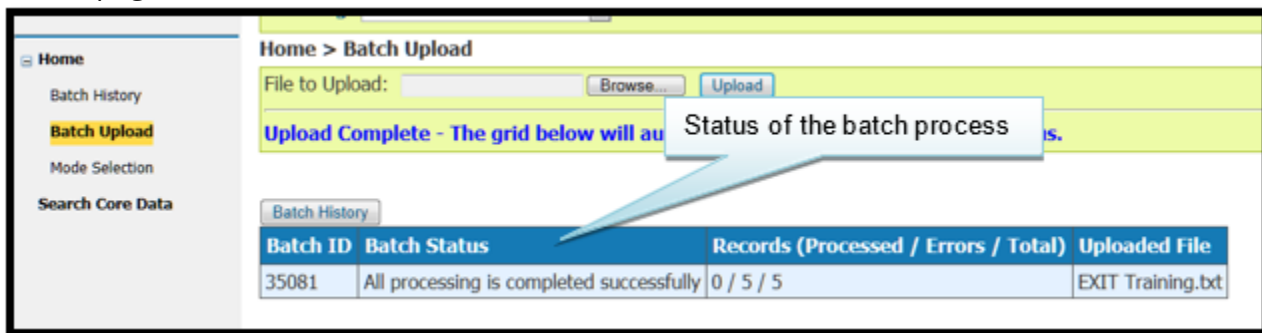 Home
Batch History
Batch Upload
Mode Selection
Search Core Data
Home > Batch Upload
File to Upload: Browse... Upload
Upload Complete - The grid below will au
s.
Status of the batch process
Batch History
Batch ID Batch Status Records (Processed / Errors / Total) Uploaded File
35081 All processing is completed successfully 0 / 5 / 5 EXIT Training.txt